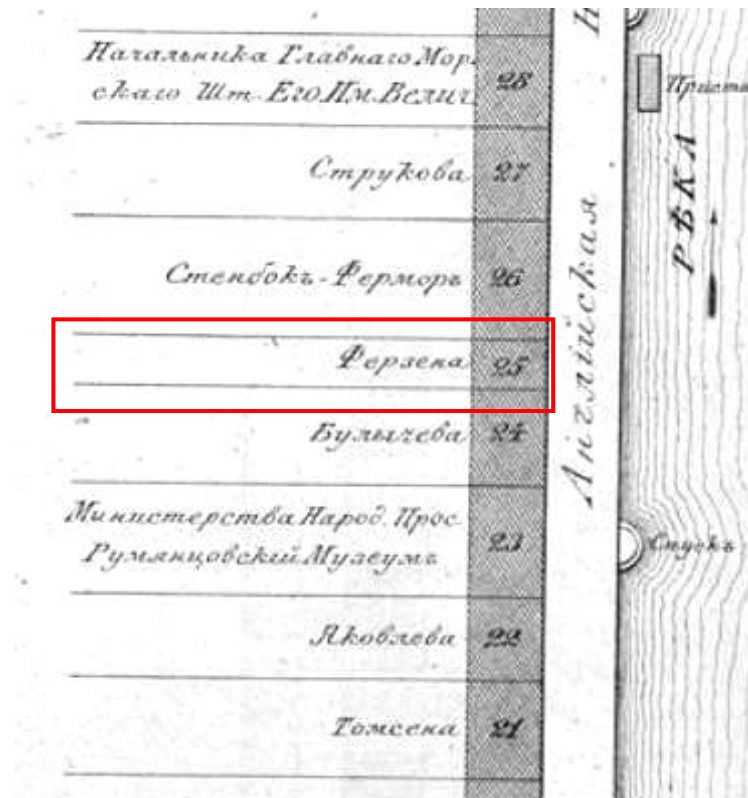 Начальника Главнаго Мор
скаго Шт. Его Им. Велич
28
Струкова 27
Стенбокъ-Ферморъ 26
Ферзена 25
Булычева 24
Министерства Народ. Прос
Румянцовскій Музеумъ
23
Яковлева 22
Томсена 21
Англійская
РѢКА
Приста
Спускъ